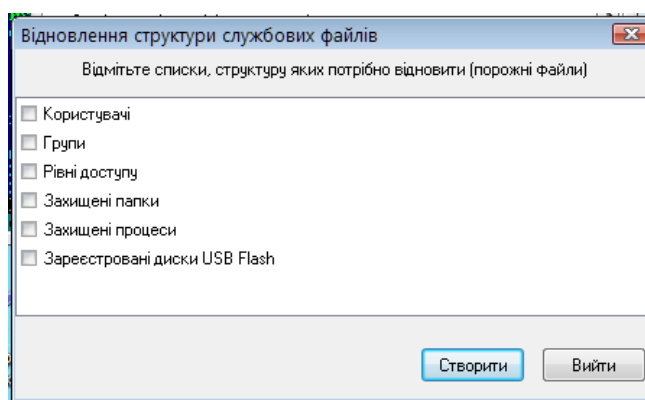 Відновлення структури службових файлів
Відмітьте списки, структуру яких потрібно відновити (порожні файли)
Користувачі
Групи
Рівні доступу
Захищені папки
Захищені процеси
Зареєстровані диски USB Flash
Створити
Вийти